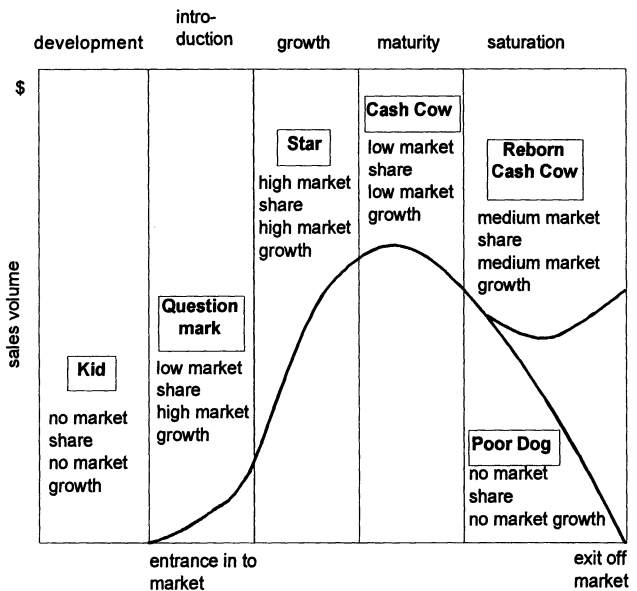 development
intro-
duction
growth
maturity
saturation
$
sales volume
Kid
no market
share
no market
growth
Question
mark
low market
share
high market
growth
Star
high market
share
high market
growth
Cash Cow
low market
share
low market
growth
Reborn
Cash Cow
medium market
share
medium market
growth
Poor Dog
no market
share
no market growth
entrance in to
market
exit off
market